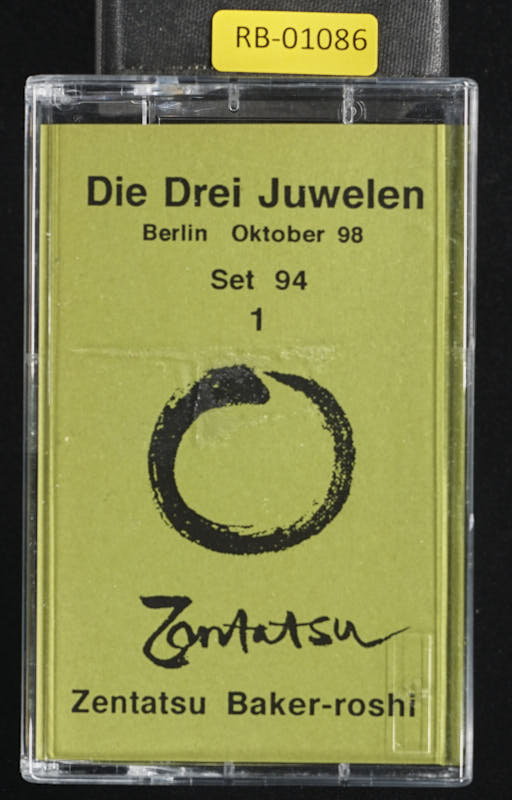 RB-01086
Die Drei Juwelen
Berlin Oktober 98
Set 94
1
Zentatsu
Zentatsu Baker-roshi